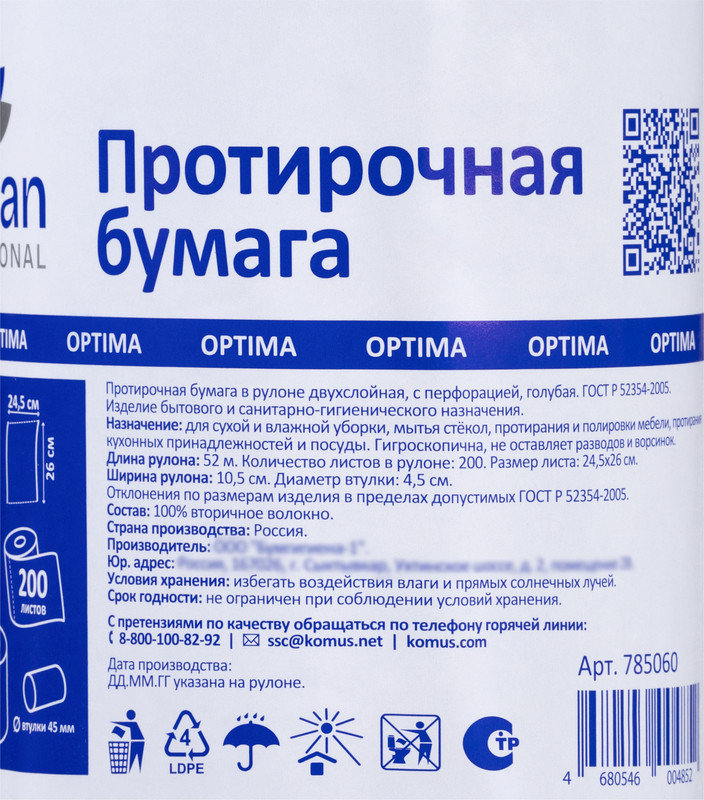 an
ONAL
Протирочная
бумага
TIMA OPTIMA OPTIMA OPTIMA OPTIMA OPTIMA
24,5 см
26 см
200
листов
Ø втулки 45 мм
Протирочная бумага в рулоне двухслойная, с перфорацией, голубая. ГОСТ Р 52354-2005.
Изделие бытового и санитарно-гигиенического назначения.
Назначение: для сухой и влажной уборки, мытья стёкол, протирания и полировки мебели, протирания
кухонных принадлежностей и посуды. Гигроскопична, не оставляет разводов и ворсинок.
Длина рулона: 52 м. Количество листов в рулоне: 200. Размер листа: 24,5х26 см.
Ширина рулона: 10,5 см. Диаметр втулки: 4,5 см.
Отклонения по размерам изделия в пределах допустимых ГОСТ Р 52354-2005.
Состав: 100% вторичное волокно.
Страна производства: Россия.
Производитель:
Юр. адрес:
Условия хранения: избегать воздействия влаги и прямых солнечных лучей.
Срок годности: не ограничен при соблюдении условий хранения.
С претензиями по качеству обращаться по телефону горячей линии:
8-800-100-82-92 | ssc@komus.net | komus.com
Дата производства:
ДД.ММ.ГГ указана на рулоне.
4
LDPE
СТР
Арт. 785060
4 680546 004852